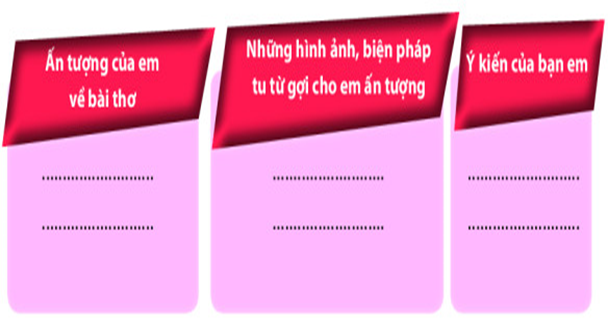 Ấn tượng của em
về bài thơ
...........................
...........................
Những hình ảnh, biện pháp
tu từ gợi cho em ấn tượng
...........................
...........................
Ý kiến của bạn em
...........................
...........................